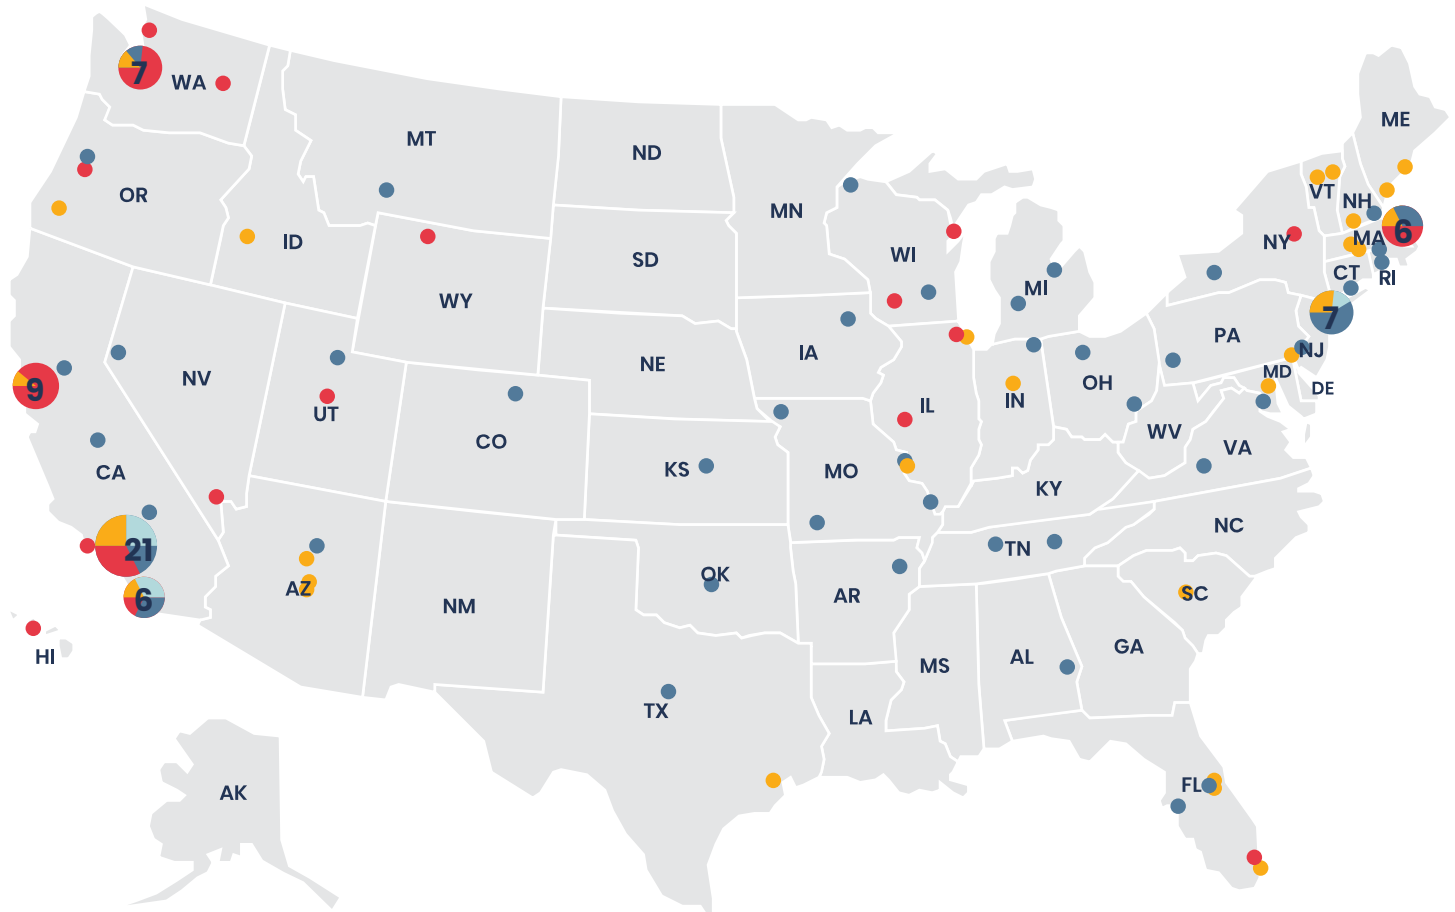 7
WA
ME
MT
ND
OR
MN
VT
NH
6
ID
NY
MA
WI
SD
CT
RI
MI
WY
7
PA
NJ
IA
NE
MD
NV
9
OH
DE
IN
UT
IL
CO
WV
VA
CA
KS
MO
KY
NC
21
TN
OK
AZ
6
AR
SC
NM
GA
HI
AL
MS
TX
LA
FL
AK